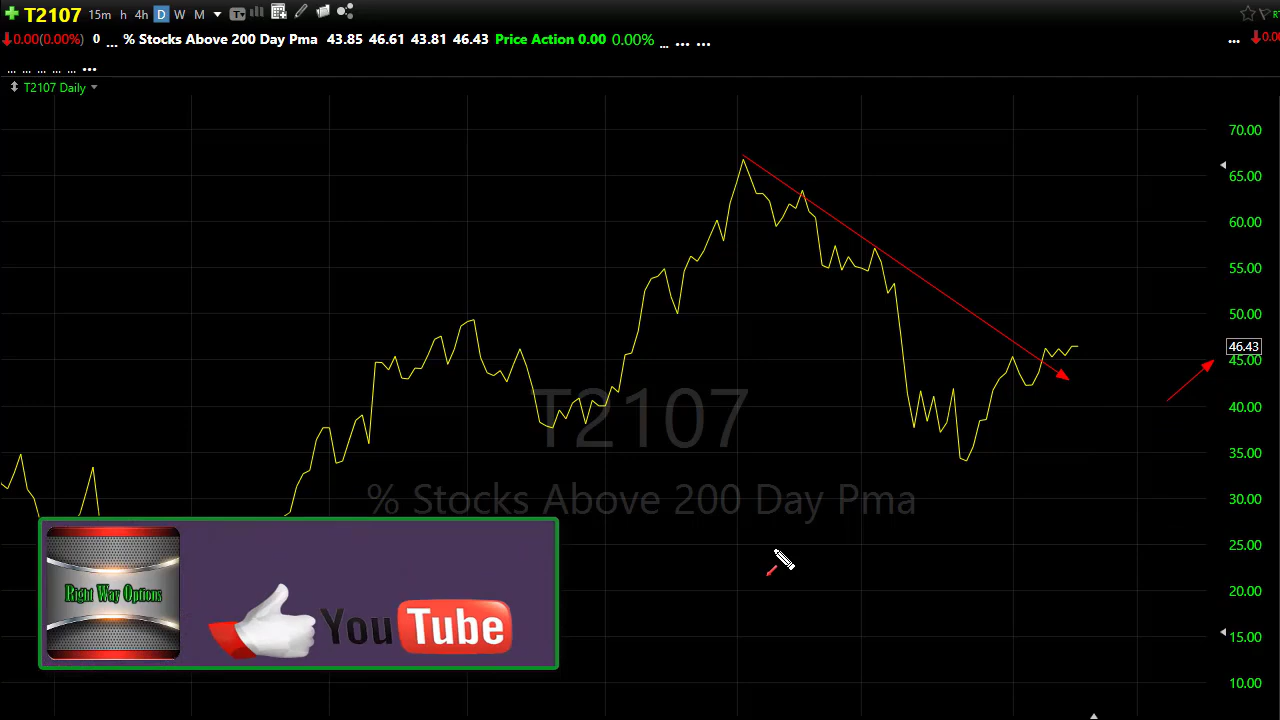 T2107 15m h 4h D W M T
0.00(0.00%) 0 ... % Stocks Above 200 Day Pma 43.85 46.61 43.81 46.43 Price Action 0.00 0.00% ... ... ... ... 0.00
... ... ... ... ... ...
T2107 Daily
70.00
65.00
60.00
55.00
50.00
46.43
45.00
40.00
35.00
30.00
25.00
20.00
15.00
10.00
T2107
% Stocks Above 200 Day Pma
Right Way Options
YouTube